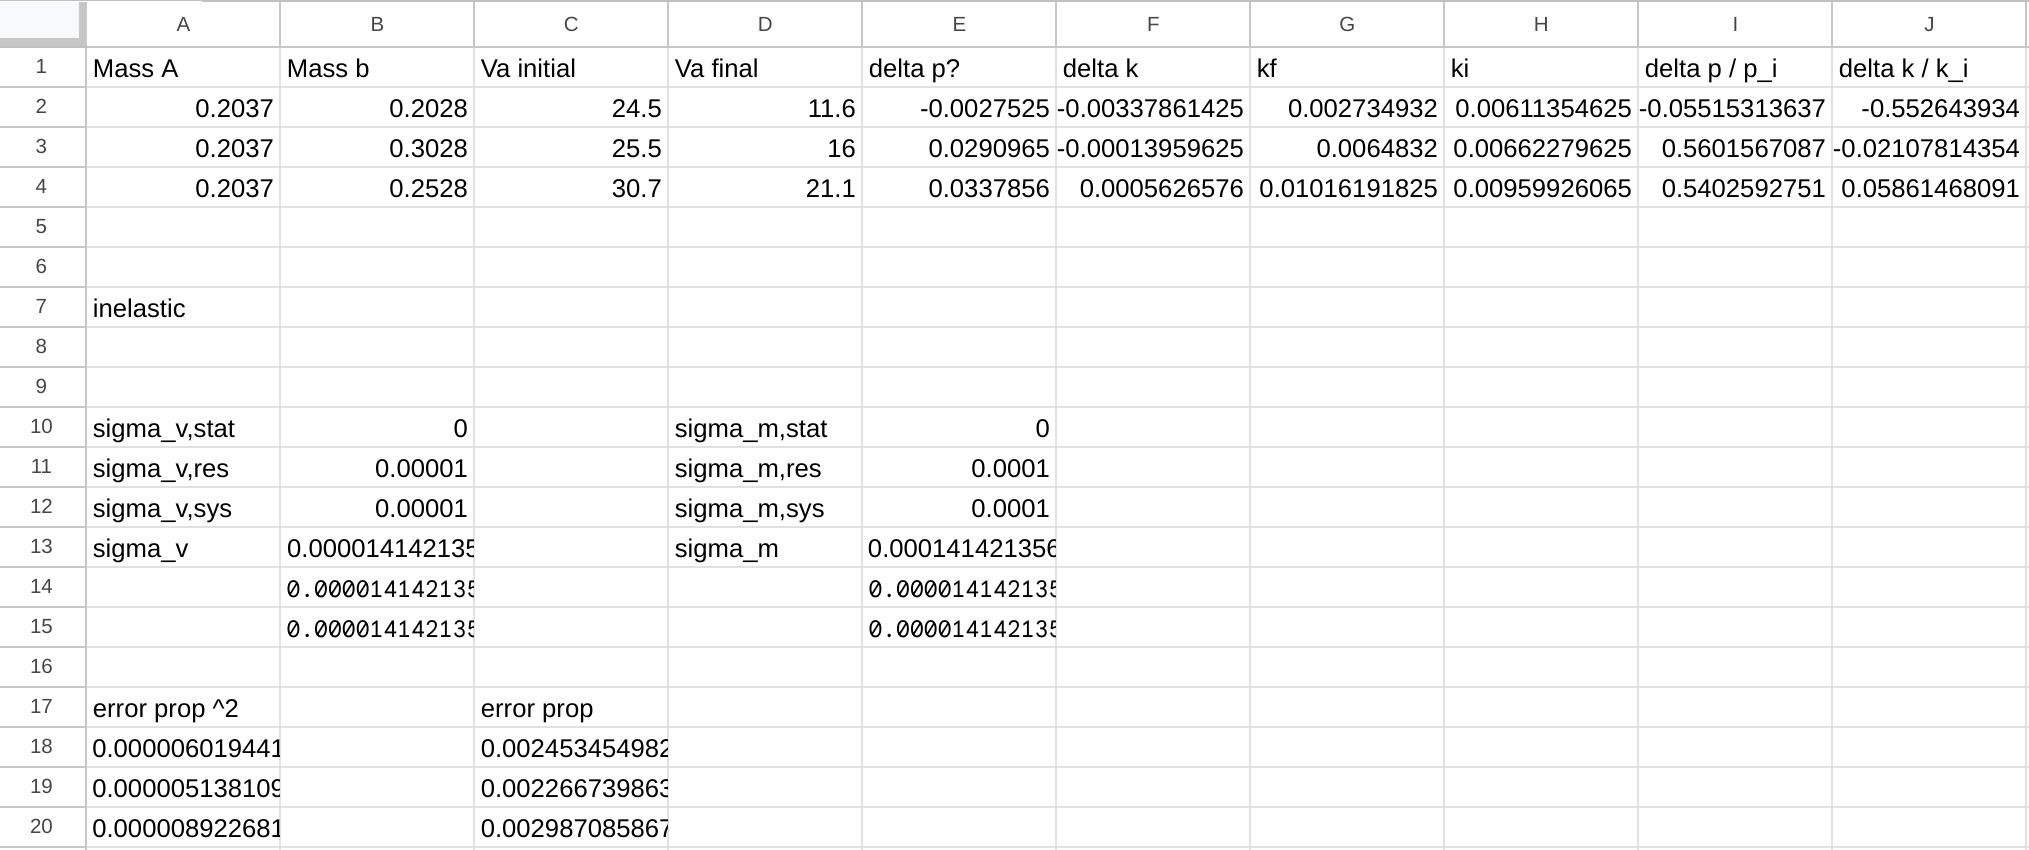 A B C D E F G H I J
1 Mass A Mass b Va initial Va final delta p? delta k kf ki delta p / p_i delta k / k_i
2 0.2037 0.2028 24.5 11.6 -0.0027525 -0.00337861425 0.002734932 0.00611354625 -0.05515313637 -0.552643934
3 0.2037 0.3028 25.5 16 0.0290965 -0.00013959625 0.0064832 0.00662279625 0.5601567087 -0.02107814354
4 0.2037 0.2528 30.7 21.1 0.0337856 0.0005626576 0.01016191825 0.00959926065 0.5402592751 0.05861468091
5
6
7 inelastic
8
9
10 sigma_v,stat 0 sigma_m,stat 0
11 sigma_v,res 0.00001 sigma_m,res 0.0001
12 sigma_v,sys 0.00001 sigma_m,sys 0.0001
13 sigma_v 0.000014142135 sigma_m 0.000141421356
14 0.000014142135 0.000014142135
15 0.000014142135 0.000014142135
16
17 error prop ^2 error prop
18 0.000006019441 0.002453454982
19 0.000005138109 0.002266739863
20 0.000008922681 0.002987085867